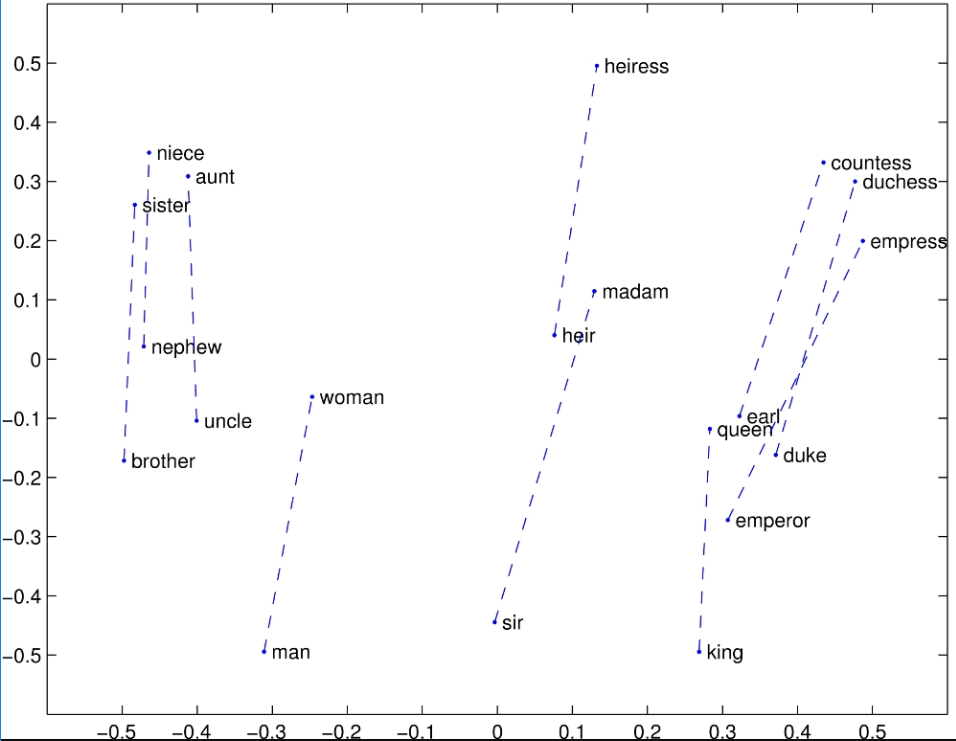 0.5
heiress
0.4
niece
countess
aunt
duchess
0.3
sister
0.2
empress
madam
0.1
heir
nephew
0
woman
earl
−0.1
uncle
queen
duke
brother
−0.2
emperor
−0.3
−0.4
sir
man
king
−0.5
−0.5 −0.4 −0.3 −0.2 −0.1 0 0.1 0.2 0.3 0.4 0.5